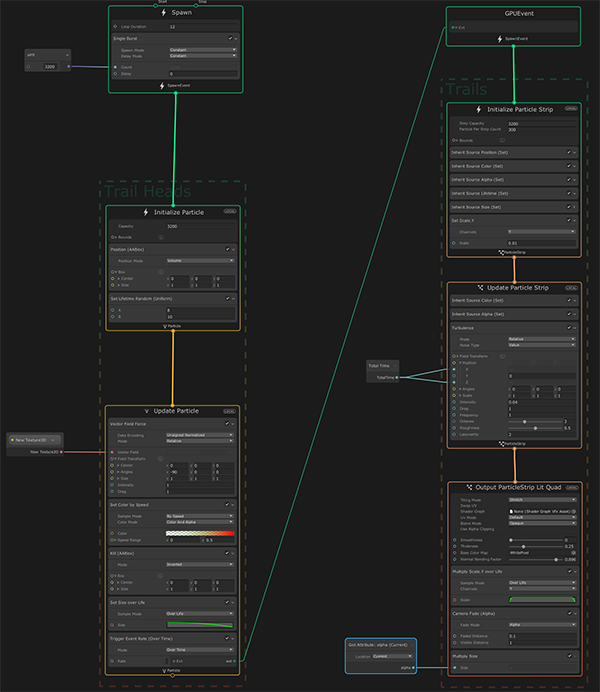 Start
Stop
Spawn
Loop Duration 12
Single Burst
Spawn Mode Constant
Delay Mode Constant
Count
Delay 0
SpawnEvent
uint
3200
Trail Heads
Initialize Particle LOCAL
Capacity 3200
Bounds
Position (AABox)
Position Mode Volume
Box
Center x 0 y 0 z 0
Size x 1 y 1 z 1
Set Lifetime Random (Uniform)
A 8
B 10
Particle
Update Particle LOCAL
Vector Field Force
Data Encoding Unsigned Normalized
Mode Relative
Vector Field
Field Transform
Center x 0 y 0 z 0
Angles x -90 y 0 z 0
Size x 1 y 1 z 1
Intensity 1
Drag 1
New Texture3D
New Texture3D
Set Color by Speed
Sample Mode By Speed
Color Mode Color And Alpha
Color
Speed Range x 0 y 0.5
Kill (AABox)
Mode Inverted
Box
Center x 0 y 0 z 0
Size x 1 y 1 z 1
Set Size over Life
Sample Mode Over Life
Size
Trigger Event Rate (Over Time)
Mode Over Time
Rate
evt
Particle
GPUEvent
Evt
SpawnEvent
Trails
Initialize Particle Strip LOCAL
Strip Capacity 3200
Particle Per Strip Count 300
Bounds
Inherit Source Position (Set)
Inherit Source Color (Set)
Inherit Source Alpha (Set)
Inherit Source Lifetime (Set)
Inherit Source Size (Set)
Set Scale.Y
Channels Y
Scale 0.01
ParticleStrip
Update Particle Strip LOCAL
Inherit Source Color (Set)
Inherit Source Alpha (Set)
Turbulence
Mode Relative
Noise Type Value
Field Transform
Position
X
Y 0
Z
Angles x 0 y 0 z 0
Scale x 1 y 1 z 1
Intensity 0.04
Drag 1
Frequency 1
Octaves 3
Roughness 0.5
Lacunarity 2
ParticleStrip
Total Time
TotalTime
Output ParticleStrip Lit Quad LOCAL
Tiling Mode Stretch
Swap UV
Shader Graph None (Shader Graph Vfx Asset)
Uv Mode Default
Blend Mode Opaque
Use Alpha Clipping
Smoothness 0
Thickness 0.25
Base Color Map WhitePixel
Normal Bending Factor 0.896
Multiply Scale.Y over Life
Sample Mode Over Life
Channels Y
Scale
Camera Fade (Alpha)
Fade Mode Alpha
Faded Distance 0.1
Visible Distance 1
Multiply Size
Size
Get Attribute: alpha (Current)
Location Current
alpha